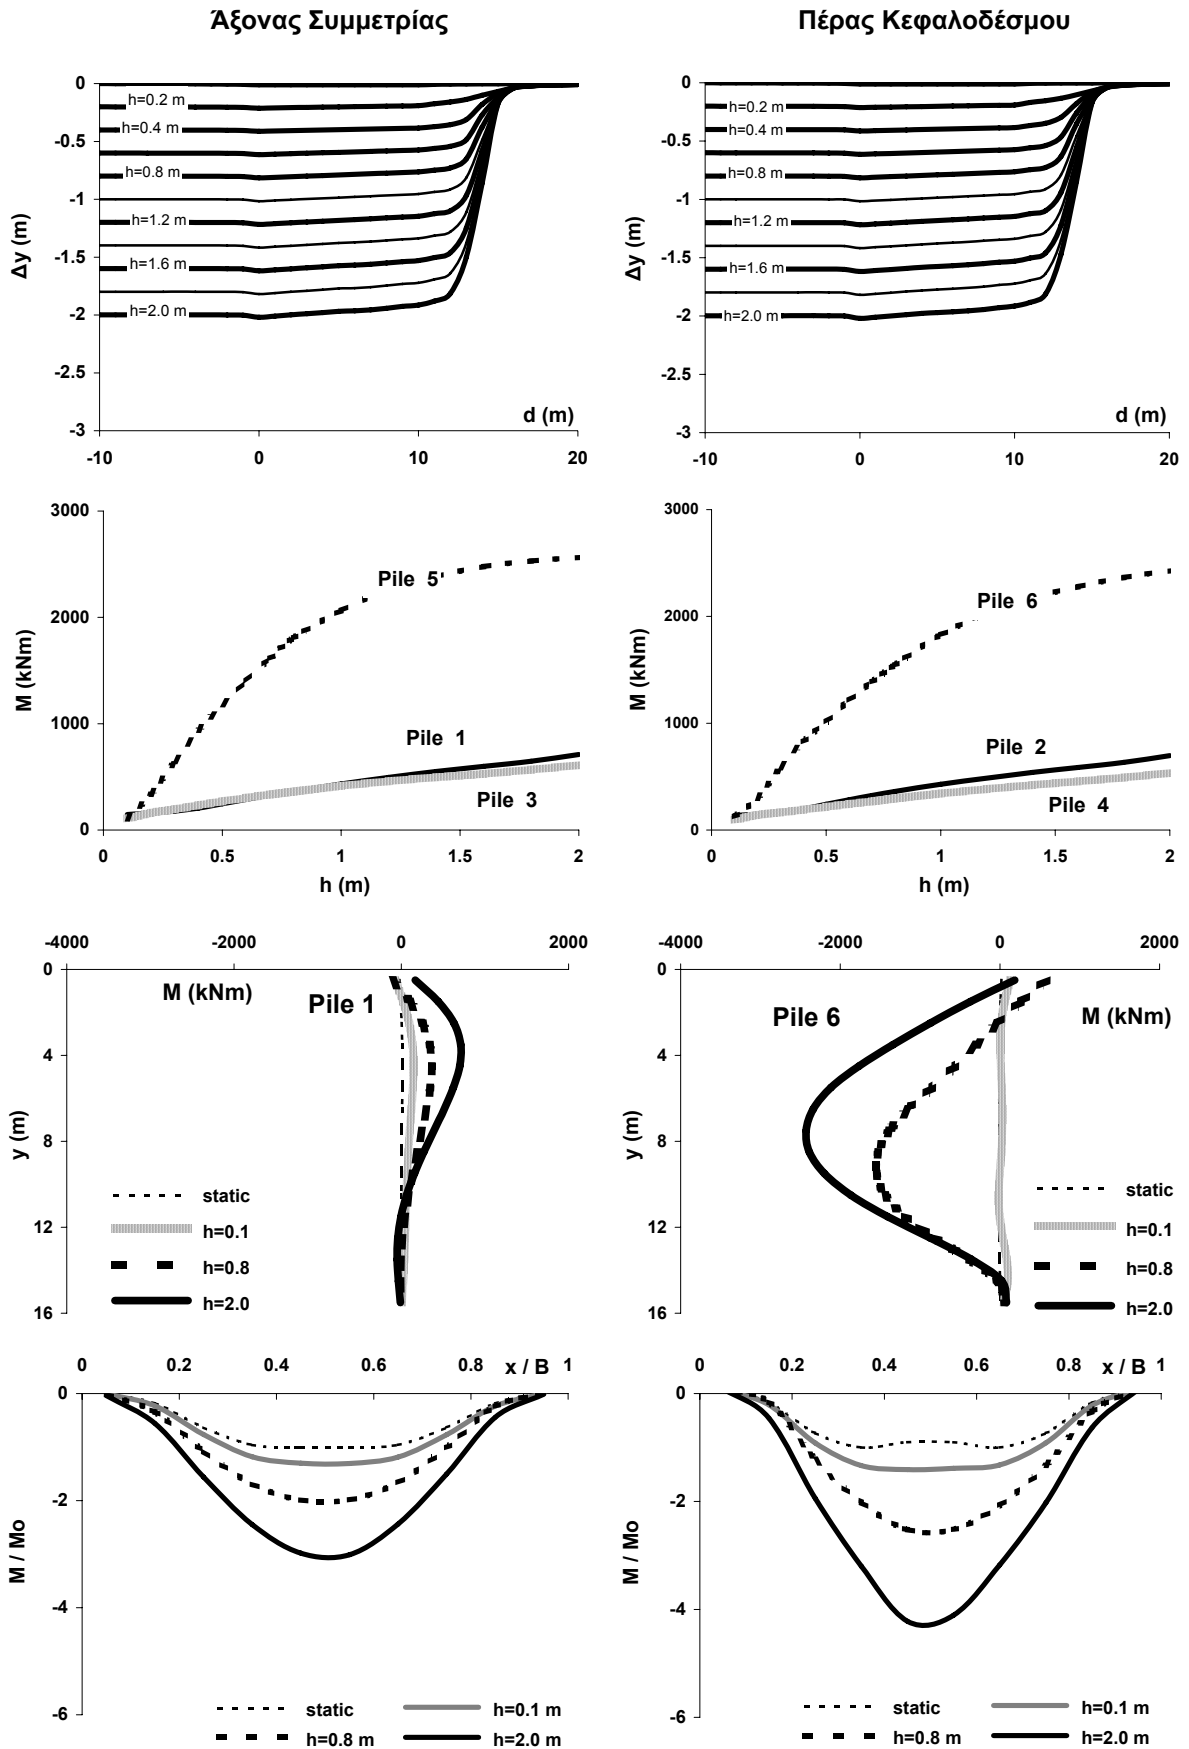 Άξονας Συμμετρίας
Πέρας Κεφαλοδέσμου
0
-0.5
-1
-1.5
-2
-2.5
-3
Δy (m)
h=0.2 m
h=0.4 m
h=0.8 m
h=1.2 m
h=1.6 m
h=2.0 m
d (m)
-10 0 10 20
0
-0.5
-1
-1.5
-2
-2.5
-3
Δy (m)
h=0.2 m
h=0.4 m
h=0.8 m
h=1.2 m
h=1.6 m
h=2.0 m
d (m)
-10 0 10 20
3000
2000
1000
0
M (kNm)
Pile 5
Pile 1
Pile 3
0 0.5 1 1.5 2
h (m)
3000
2000
1000
0
M (kNm)
Pile 6
Pile 2
Pile 4
0 0.5 1 1.5 2
h (m)
-4000 -2000 0 2000
0
4
8
12
16
y (m)
M (kNm)
Pile 1
static
h=0.1
h=0.8
h=2.0
-4000 -2000 0 2000
0
4
8
12
16
y (m)
Pile 6
M (kNm)
static
h=0.1
h=0.8
h=2.0
0 0.2 0.4 0.6 0.8 x / B 1
0
-2
-4
-6
M / Mo
static
h=0.1 m
h=0.8 m
h=2.0 m
0 0.2 0.4 0.6 0.8 x / B 1
0
-2
-4
-6
M / Mo
static
h=0.1 m
h=0.8 m
h=2.0 m